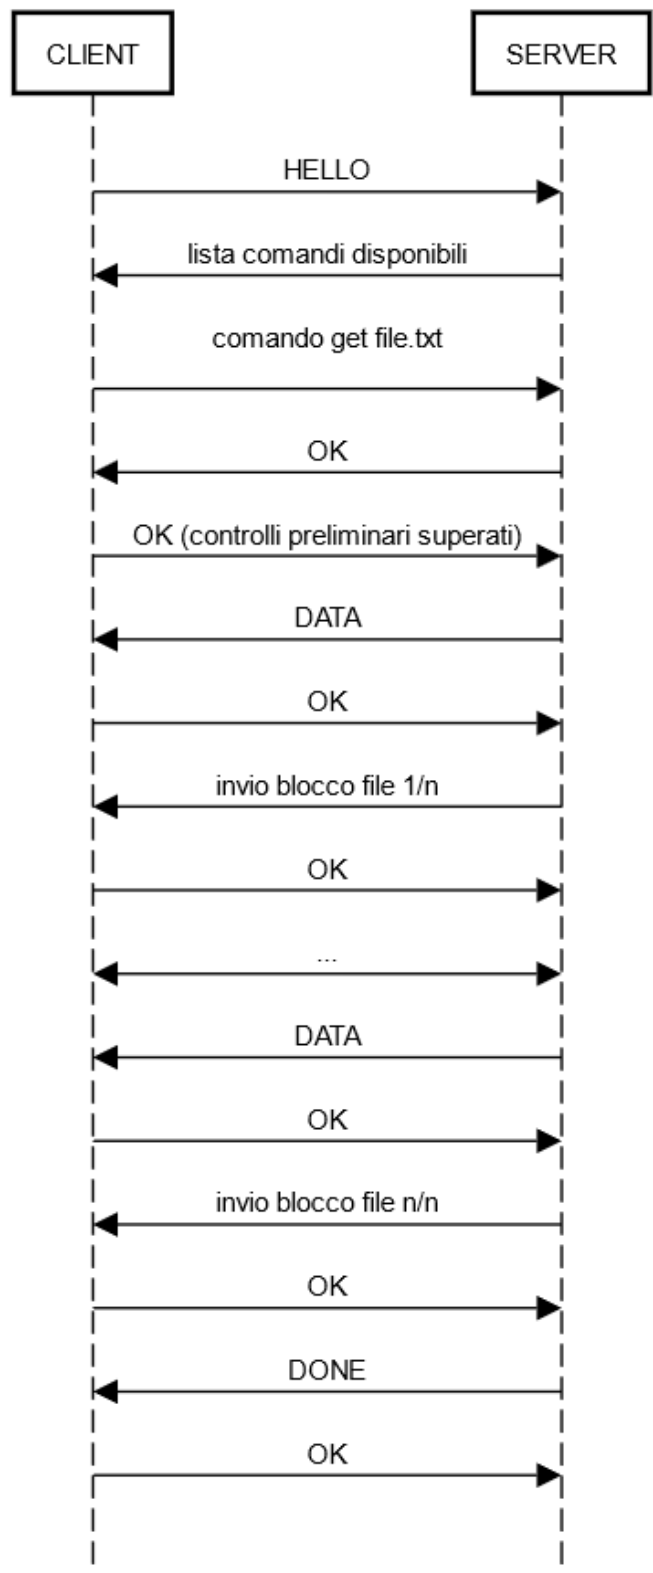 CLIENT
SERVER
HELLO
lista comandi disponibili
comando get file.txt
OK
OK (controlli preliminari superati)
DATA
OK
invio blocco file 1/n
OK
...
DATA
OK
invio blocco file n/n
OK
DONE
OK